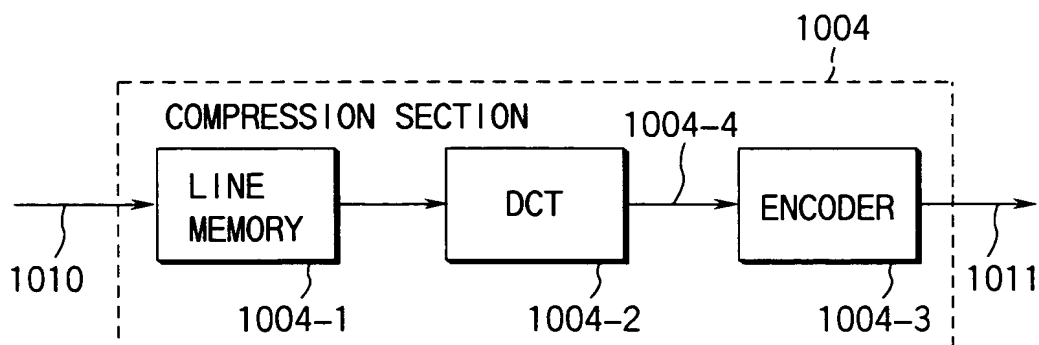 1004
COMPRESSION SECTION
1004-4
LINE
MEMORY
DCT
ENCODER
1010
1011
1004-1
1004-2
1004-3